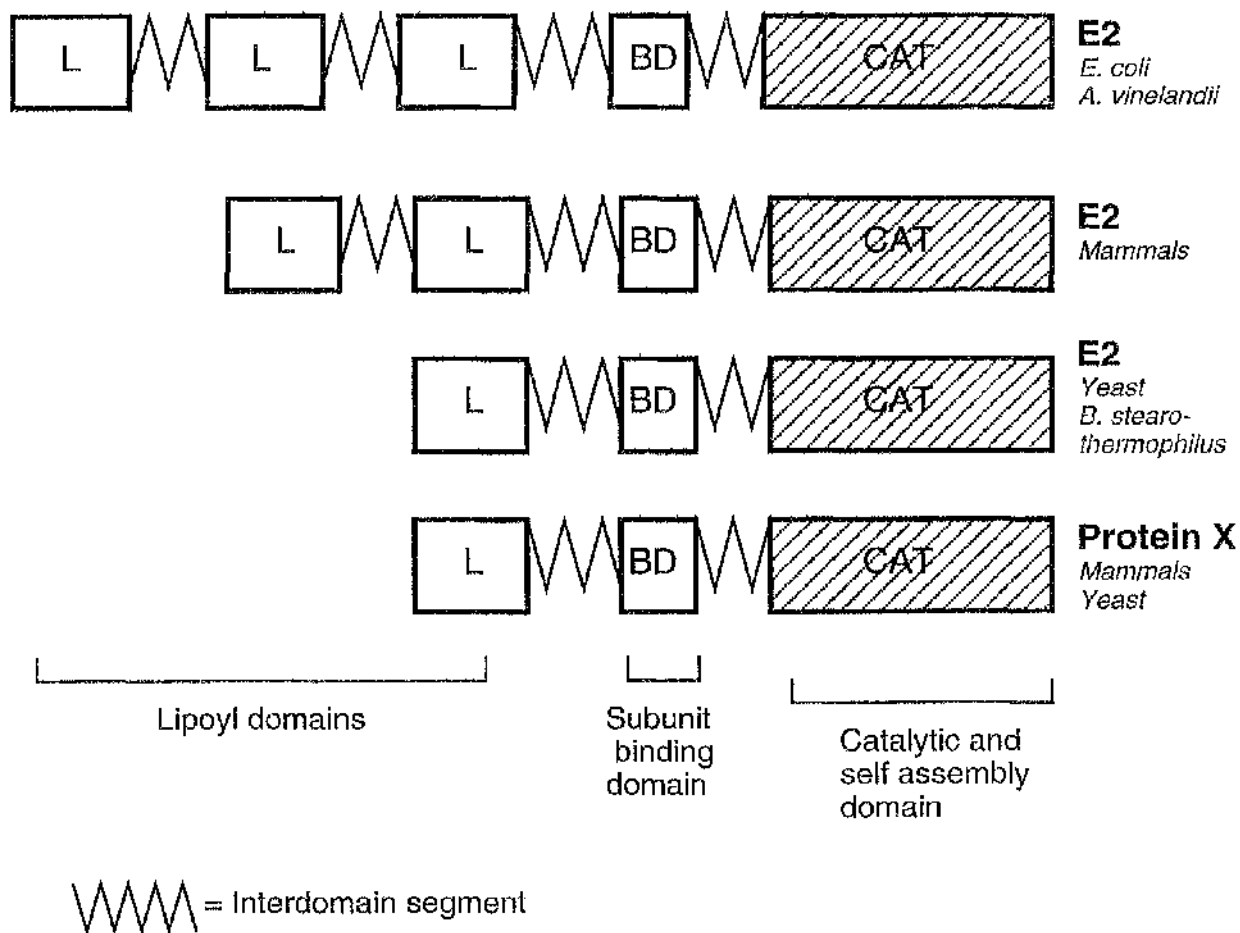 L L L BD CAT
E2
E. coli
A. vinelandii
L L BD CAT
E2
Mammals
L BD CAT
E2
Yeast
B. stearo-
thermophilus
L BD CAT
Protein X
Mammals
Yeast
Lipoyl domains
Subunit
binding
domain
Catalytic and
self assembly
domain
= Interdomain segment